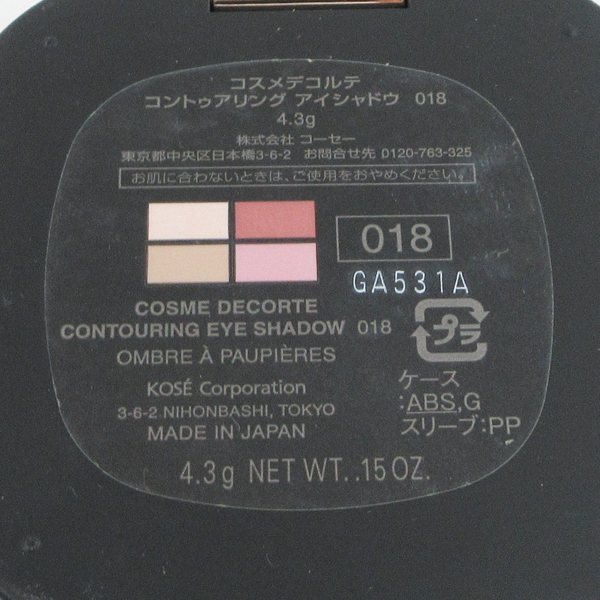 コスメデコルテ
コントゥアリング アイシャドウ 018
4.3g
株式会社 コーセー
東京都中央区日本橋3-6-2 お問合せ先 0120-763-325
お肌に合わないときは、ご使用をおやめください。
018
GA531A
COSME DECORTE
CONTOURING EYE SHADOW 018
OMBRE À PAUPIÈRES
プラ
KOSÉ Corporation
3-6-2 NIHONBASHI, TOKYO
MADE IN JAPAN
ケース
:ABS,G
スリーブ:PP
4.3g NET WT. .15 OZ.